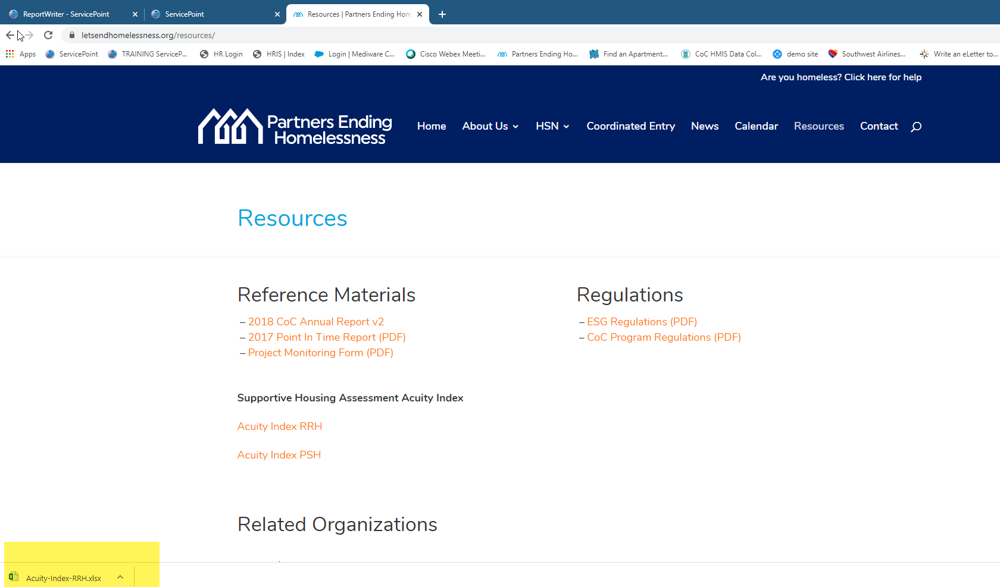 ReportWriter - ServicePoint
ServicePoint
Resources | Partners Ending Hom
letsendhomelessness.org/resources/
Apps
ServicePoint
TRAINING ServiceP...
HR Login
HRIS | Index
Login | Mediware C...
Cisco Webex Meeti...
Partners Ending Ho...
Find an Apartment...
CoC HMIS Data Col...
demo site
Southwest Airlines...
Write an eLetter to...
Are you homeless? Click here for help
Partners Ending
Homelessness
Home
About Us
HSN
Coordinated Entry
News
Calendar
Resources
Contact
Resources
Reference Materials
– 2018 CoC Annual Report v2
– 2017 Point In Time Report (PDF)
– Project Monitoring Form (PDF)
Regulations
– ESG Regulations (PDF)
– CoC Program Regulations (PDF)
Supportive Housing Assessment Acuity Index
Acuity Index RRH
Acuity Index PSH
Related Organizations
Acuity-Index-RRH.xlsx